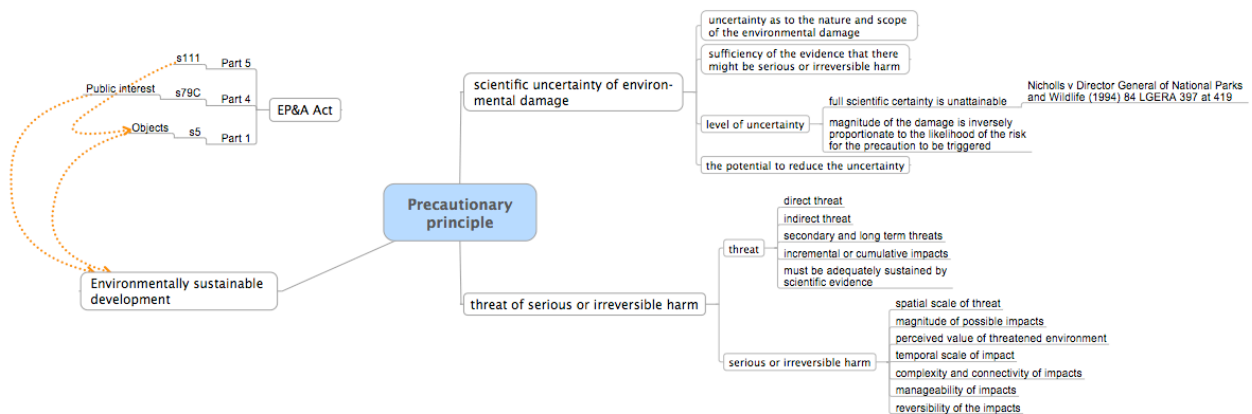 Precautionary
principle
scientific uncertainty of environ-
mental damage
uncertainty as to the nature and scope
of the environmental damage
sufficiency of the evidence that there
might be serious or irreversible harm
level of uncertainty
full scientific certainty is unattainable
Nicholls v Director General of National Parks
and Wildlife (1994) 84 LGERA 397 at 419
magnitude of the damage is inversely
proportionate to the likelihood of the risk
for the precaution to be triggered
the potential to reduce the uncertainty
threat of serious or irreversible harm
threat
direct threat
indirect threat
secondary and long term threats
incremental or cumulative impacts
must be adequately sustained by
scientific evidence
serious or irreversible harm
spatial scale of threat
magnitude of possible impacts
perceived value of threatened environment
temporal scale of impact
complexity and connectivity of impacts
manageability of impacts
reversibility of the impacts
EP&A Act
Part 5
s111
Part 4
s79C
Public interest
Part 1
s5
Objects
Environmentally sustainable
development